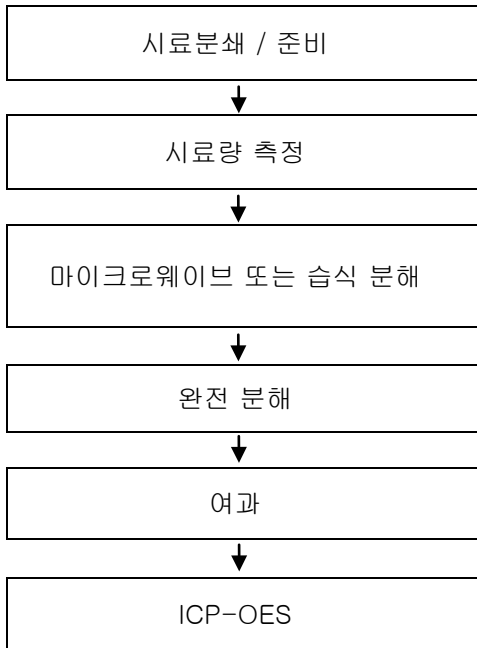 시료분쇄 / 준비
시료량 측정
마이크로웨이브 또는 습식 분해
완전 분해
여과
ICP-OES